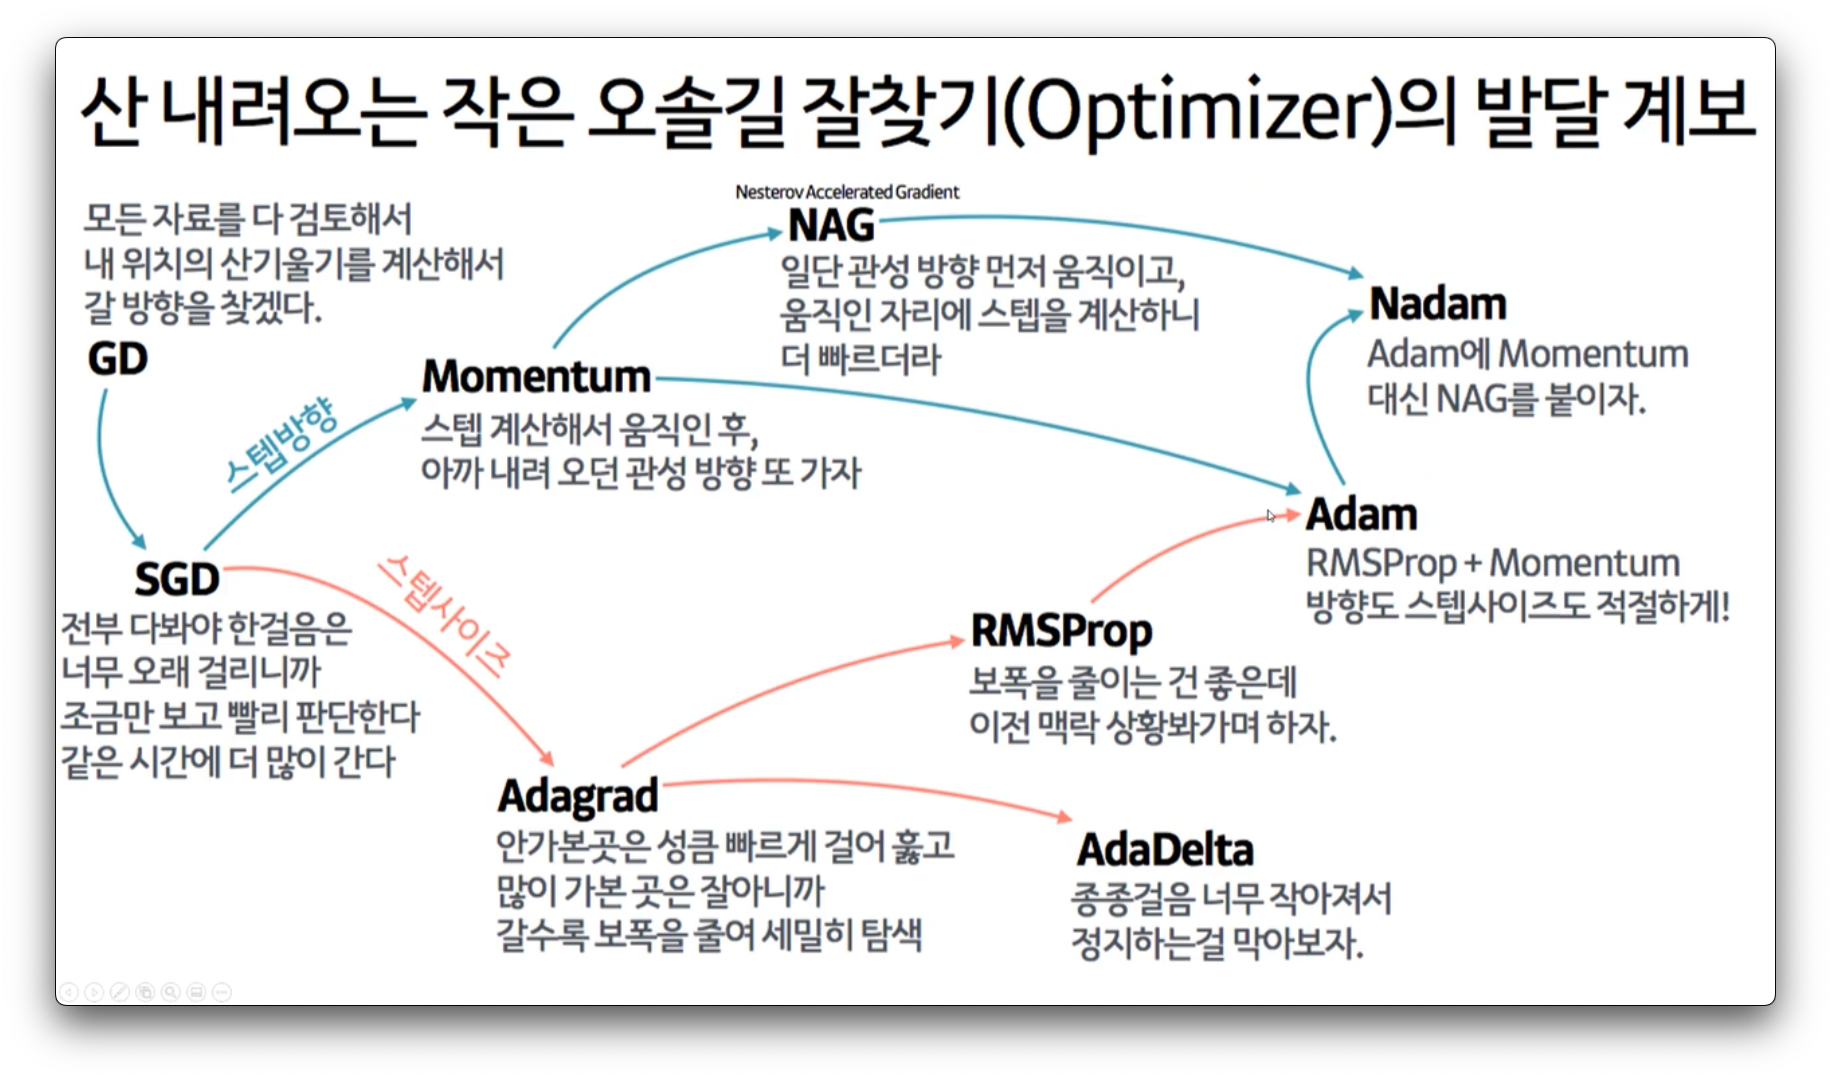 산 내려오는 작은 오솔길 잘찾기(Optimizer)의 발달 계보
모든 자료를 다 검토해서
내 위치의 산기울기를 계산해서
갈 방향을 찾겠다.
GD
스텝방향
Momentum
스텝 계산해서 움직인 후,
아까 내려 오던 관성 방향 또 가자
Nesterov Accelerated Gradient
NAG
일단 관성 방향 먼저 움직이고,
움직인 자리에 스텝을 계산하니
더 빠르더라
Nadam
Adam에 Momentum
대신 NAG를 붙이자.
SGD
전부 다봐야 한걸음은
너무 오래 걸리니까
조금만 보고 빨리 판단한다
같은 시간에 더 많이 간다
스텝사이즈
Adagrad
안가본곳은 성큼 빠르게 걸어 훓고
많이 가본 곳은 잘아니까
갈수록 보폭을 줄여 세밀히 탐색
RMSProp
보폭을 줄이는 건 좋은데
이전 맥락 상황봐가며 하자.
Adam
RMSProp + Momentum
방향도 스텝사이즈도 적절하게!
AdaDelta
종종걸음 너무 작아져서
정지하는걸 막아보자.